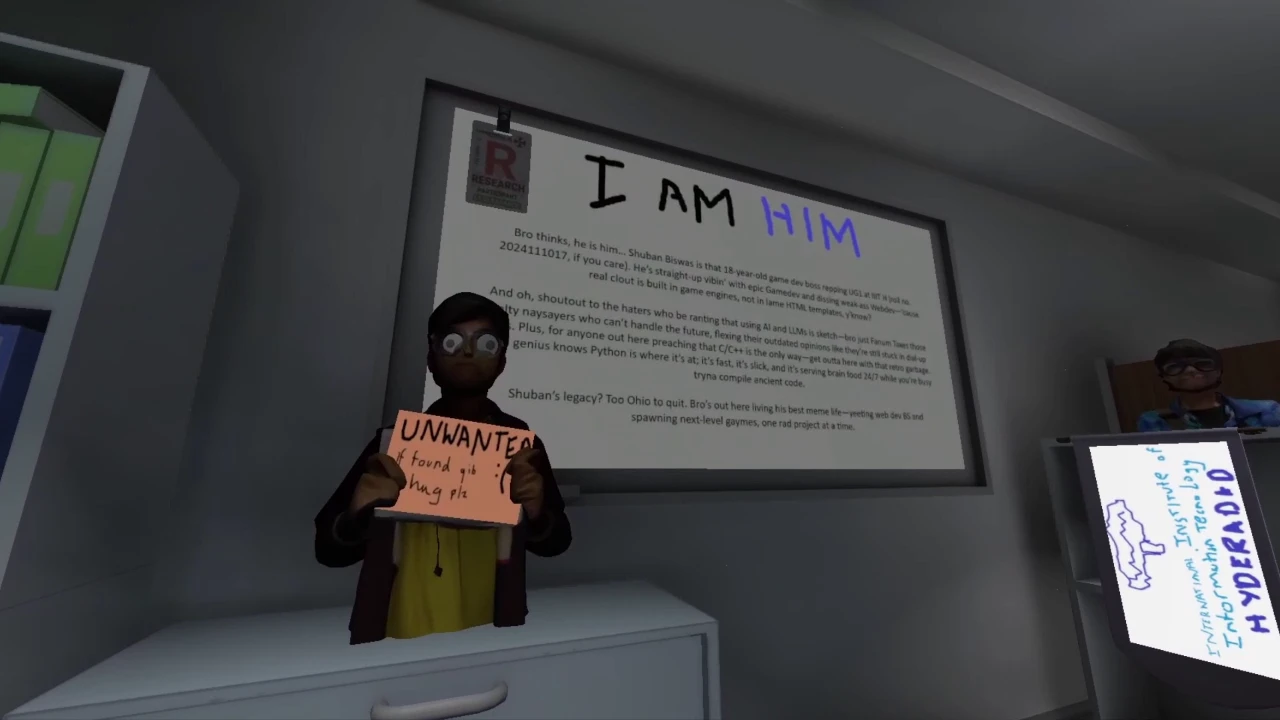 R
RESEARCH
PARTICIPANT
I AM HIM
Bro thinks, he is him... Shuban Biswas is that 18-year-old game dev boss repping UG1 at IIIT H (roll no.
2024111017, if you care). He's straight-up vibin' with epic Gamedev and dissing weak-ass Webdev—'cause
real clout is built in game engines, not in lame HTML templates, y'know?
And oh, shoutout to the haters who be ranting that using AI and LLMs is sketch—bro just Fanum Taxes those
lty naysayers who can't handle the future, flexing their outdated opinions like they're still stuck in dial-up
. Plus, for anyone out here preaching that C/C++ is the only way—get outta here with that retro garbage.
genius knows Python is where it's at; it's fast, it's slick, and it's serving brain food 24/7 while you're busy
tryna compile ancient code.
Shuban's legacy? Too Ohio to quit. Bro's out here living his best meme life—yeeting web dev BS and
spawning next-level gaymes, one rad project at a time.
UNWANTED
if found gib :(
hug plz
INTERNATIONAL INSTITUTE of
Informution Tecnology
HYDERADAD